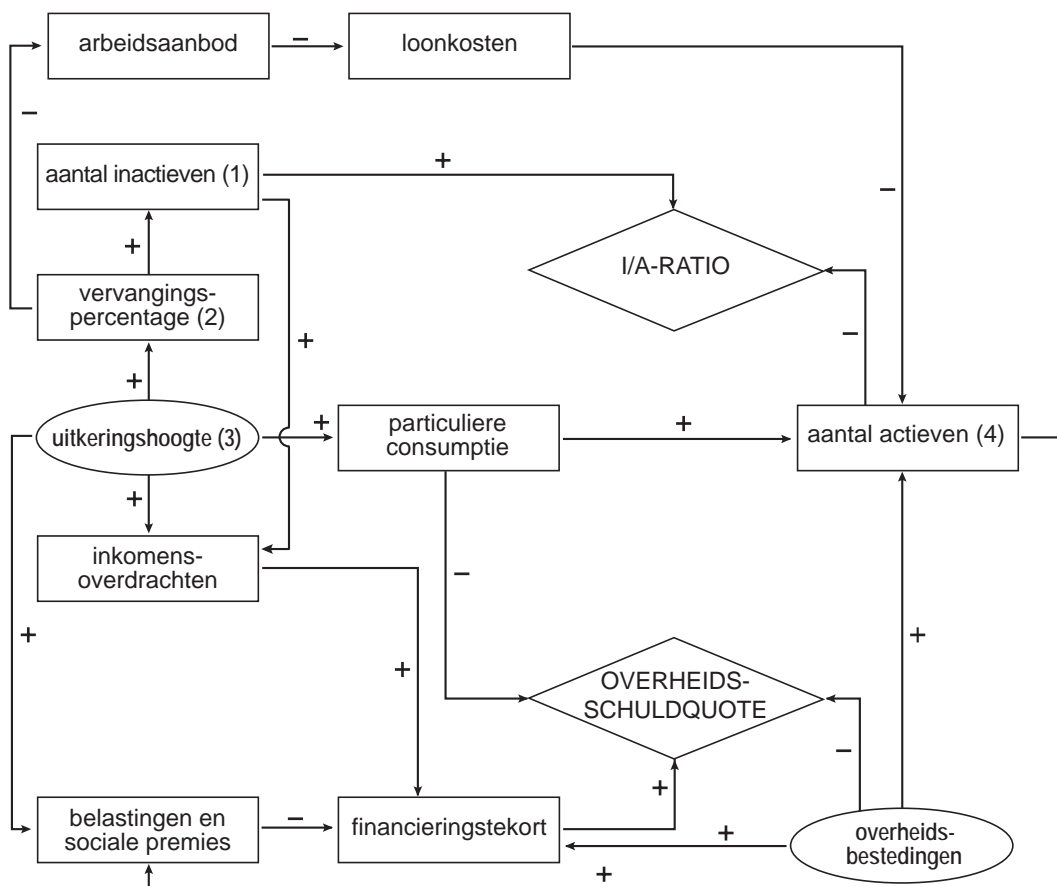 arbeidsaanbod
–
loonkosten
–
aantal inactieven (1)
+
–
+
I/A-RATIO
vervangings-
percentage (2)
+
–
+
uitkeringshoogte (3)
+
particuliere
consumptie
+
aantal actieven (4)
+
inkomens-
overdrachten
–
+
+
+
OVERHEIDS-
SCHULDQUOTE
–
+
belastingen en
sociale premies
–
financieringstekort
+
overheids-
bestedingen
+